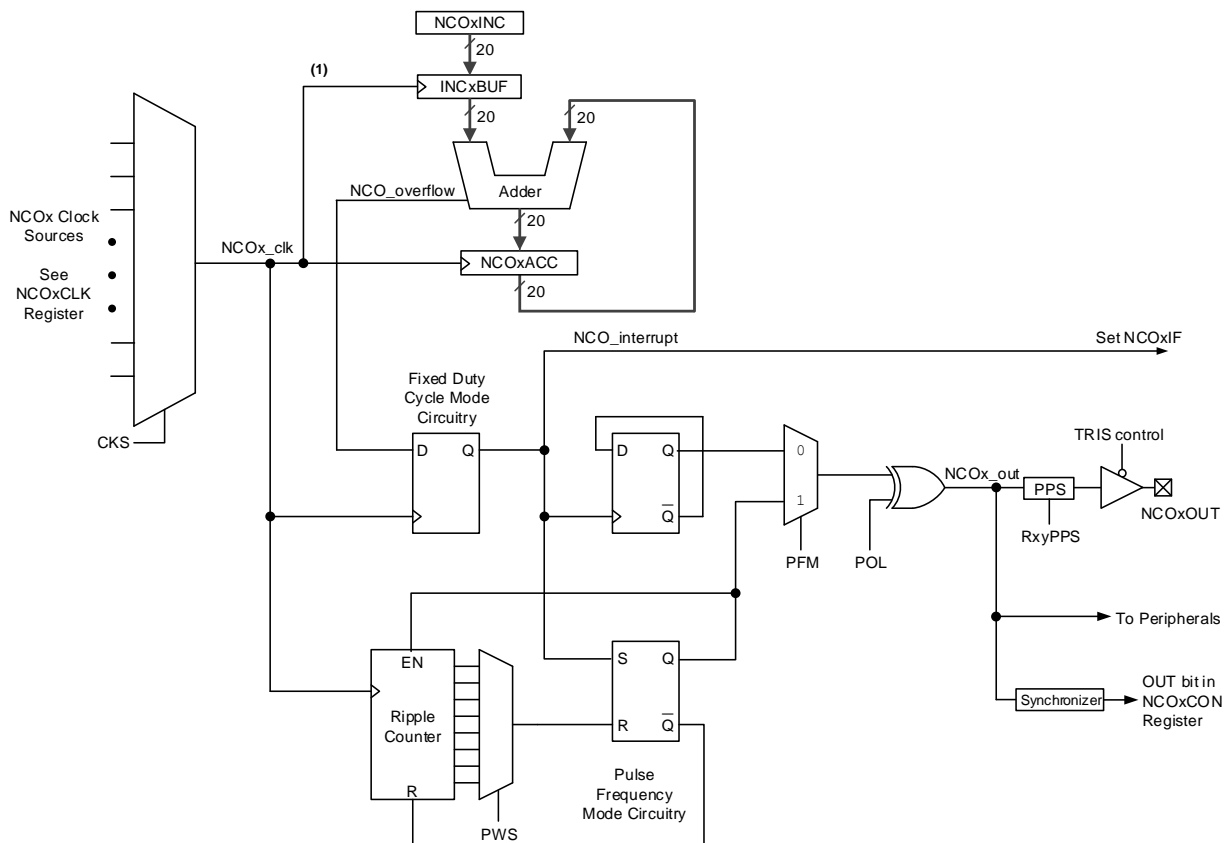 NCOxINC
20
(1)
INCxBUF
20
20
Adder
NCO_overflow
20
NCOx Clock
Sources
See
NCOxCLK
Register
NCOx_clk
NCOxACC
20
CKS
NCO_interrupt
Set NCOxIF
Fixed Duty
Cycle Mode
Circuitry
D
Q
D
Q
Q
0
1
PFM
POL
NCOx_out
TRIS control
PPS
RxyPPS
NCOxOUT
To Peripherals
EN
Ripple
Counter
R
PWS
S
Q
R
Q
Pulse
Frequency
Mode Circuitry
Synchronizer
OUT bit in
NCOxCON
Register